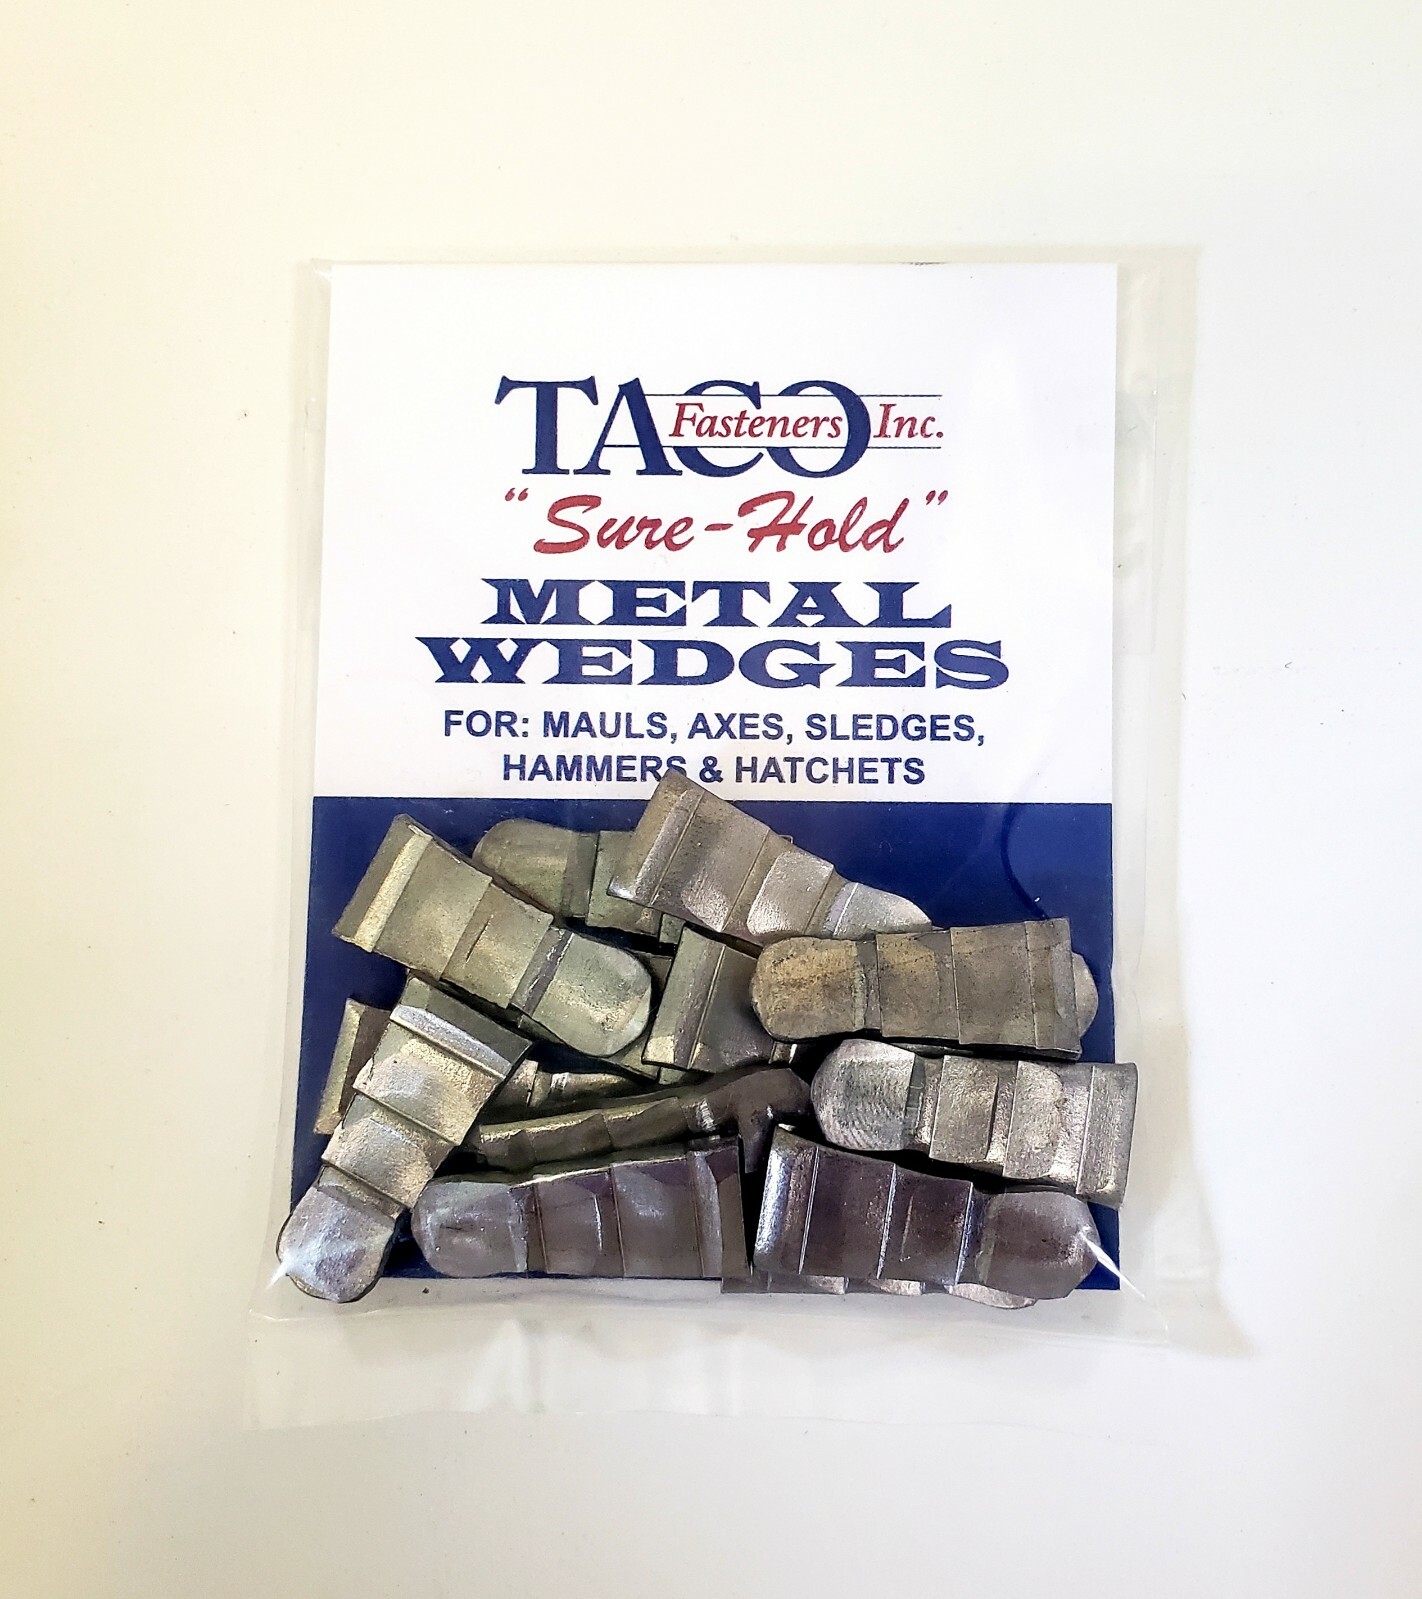 TACO Fasteners Inc.
"Sure-Hold"
METAL
WEDGES
FOR: MAULS, AXES, SLEDGES,
HAMMERS & HATCHETS